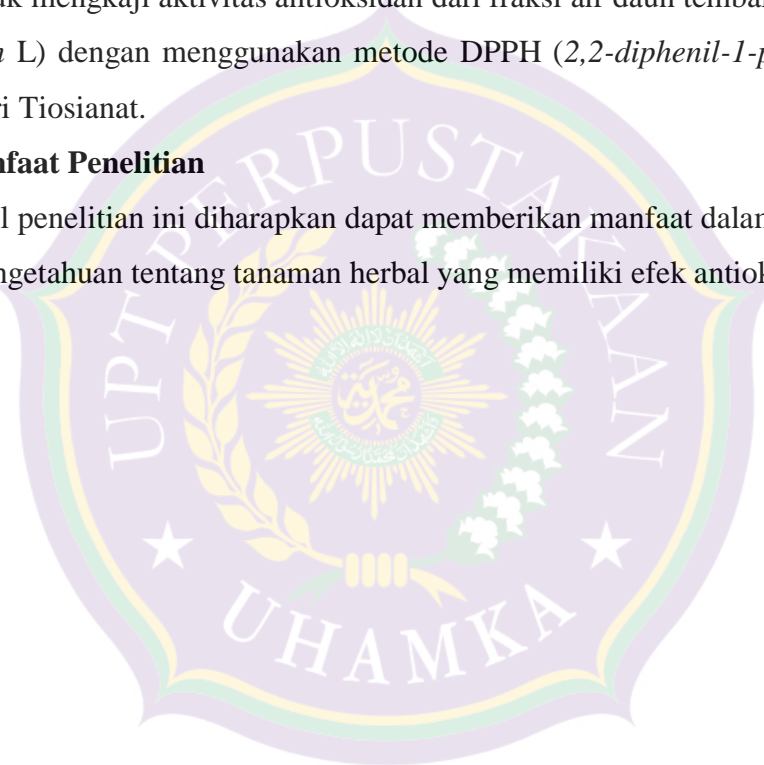 uk mengkaji aktivitas antioksidan dari fraksi air daun temba
n L) dengan menggunakan metode DPPH (2,2-diphenil-1-p
ri Tiosianat.
nfaat Penelitian
l penelitian ini diharapkan dapat memberikan manfaat dalam
ngetahuan tentang tanaman herbal yang memiliki efek antiok
UPT PERPUSTAKAAN
محمدية
UHAMKA